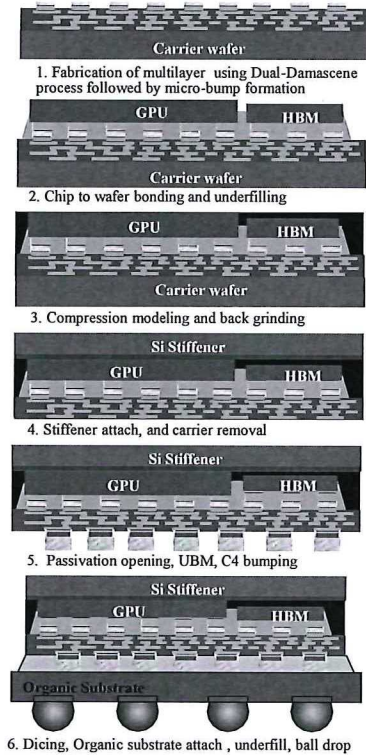 Carrier wafer
1. Fabrication of multilayer using Dual-Damascene
process followed by micro-bump formation
GPU
HBM
Carrier wafer
2. Chip to wafer bonding and underfilling
GPU
HBM
Carrier wafer
3. Compression modeling and back grinding
Si Stiffener
GPU
HBM
4. Stiffener attach, and carrier removal
Si Stiffener
GPU
HBM
5. Passivation opening, UBM, C4 bumping
Si Stiffener
GPU
HBM
Organic Substrate
6. Dicing, Organic substrate attach , underfill, ball drop